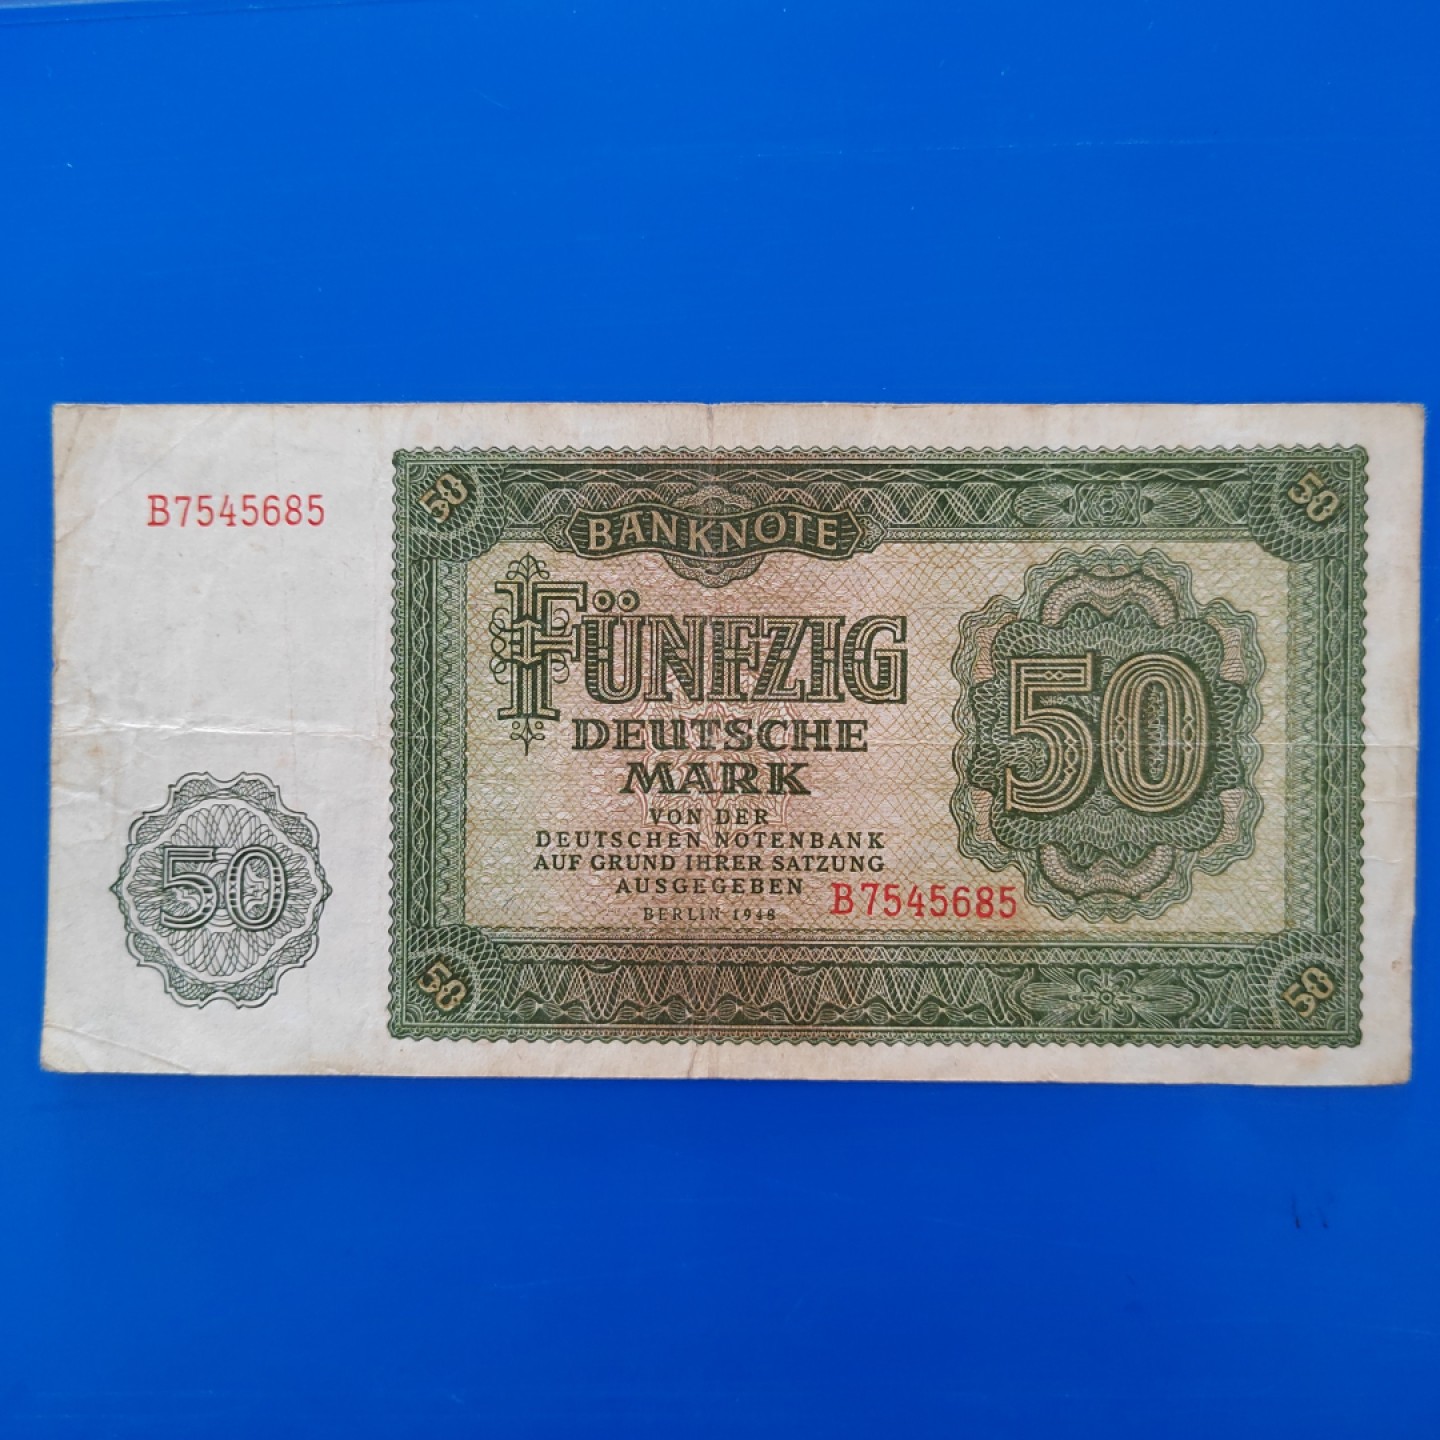 B7545685
50
50
50
BANKNOTE
FÜNFZIG
DEUTSCHE
MARK
50
VON DER
DEUTSCHEN NOTENBANK
AUF GRUND IHRER SATZUNG
AUSGEGEBEN
BERLIN 1948
B7545685
50
50